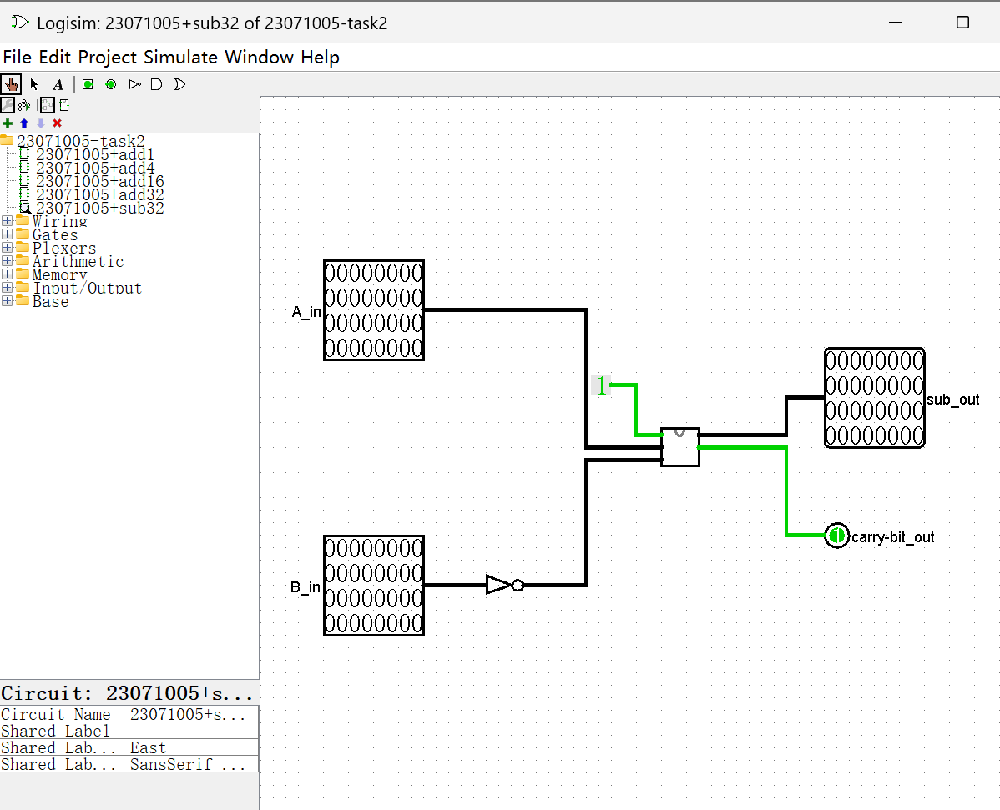 Logisim: 23071005+sub32 of 23071005-task2
File Edit Project Simulate Window Help
A
23071005-task2
23071005+add1
23071005+add4
23071005+add16
23071005+add32
23071005+sub32
Wiring
Gates
Plexers
Arithmetic
Memory
Input/Output
Base
Circuit: 23071005+s...
Circuit Name 23071005+s...
Shared Label
Shared Lab... East
Shared Lab... SansSerif ...
00000000
00000000
A_in
00000000
00000000
1
00000000
00000000
sub_out
00000000
00000000
1
carry-bit_out
00000000
00000000
B_in
00000000
00000000